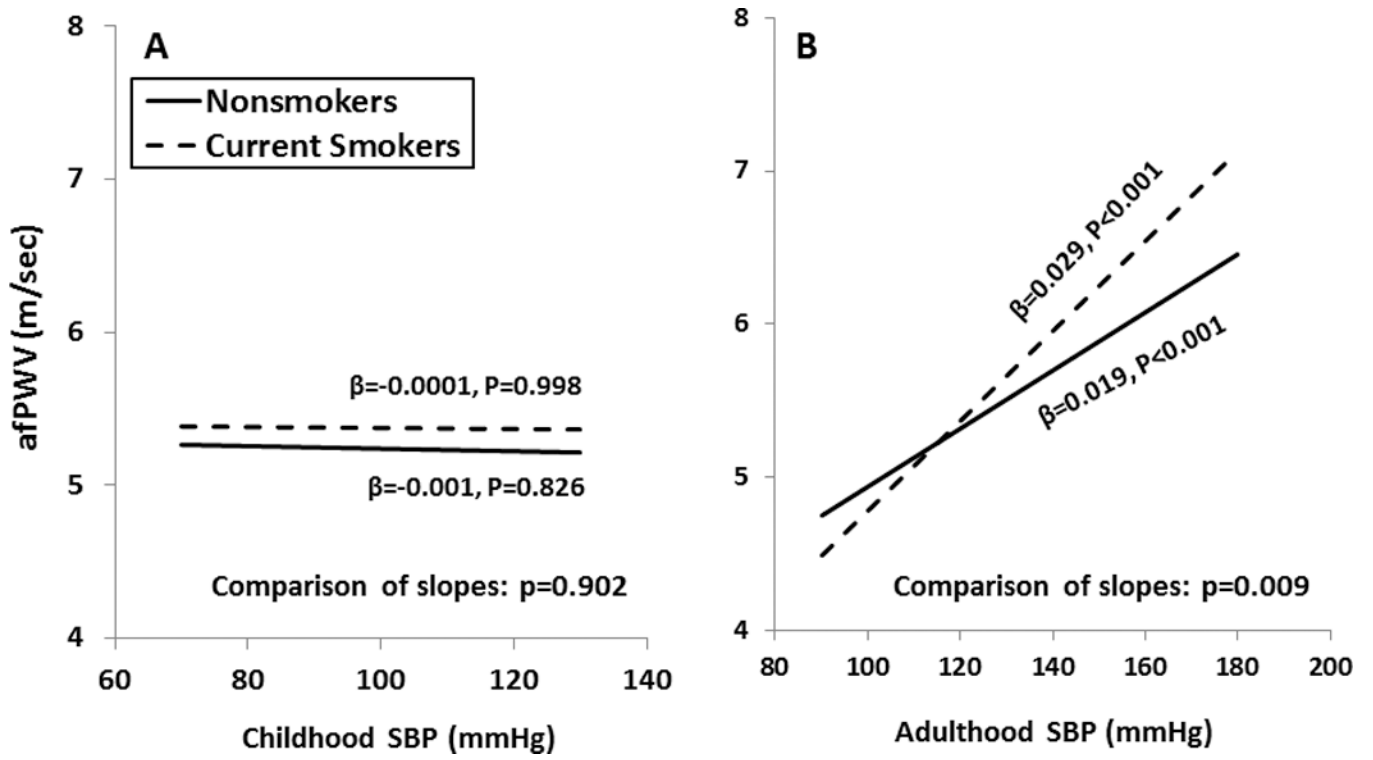 A
Nonsmokers
Current Smokers
8
7
6
5
4
afPWV (m/sec)
β=-0.0001, P=0.998
β=-0.001, P=0.826
Comparison of slopes: p=0.902
60 80 100 120 140
Childhood SBP (mmHg)
B
8
7
6
5
4
β=0.029, P<0.001
β=0.019, P<0.001
Comparison of slopes: p=0.009
80 100 120 140 160 180 200
Adulthood SBP (mmHg)